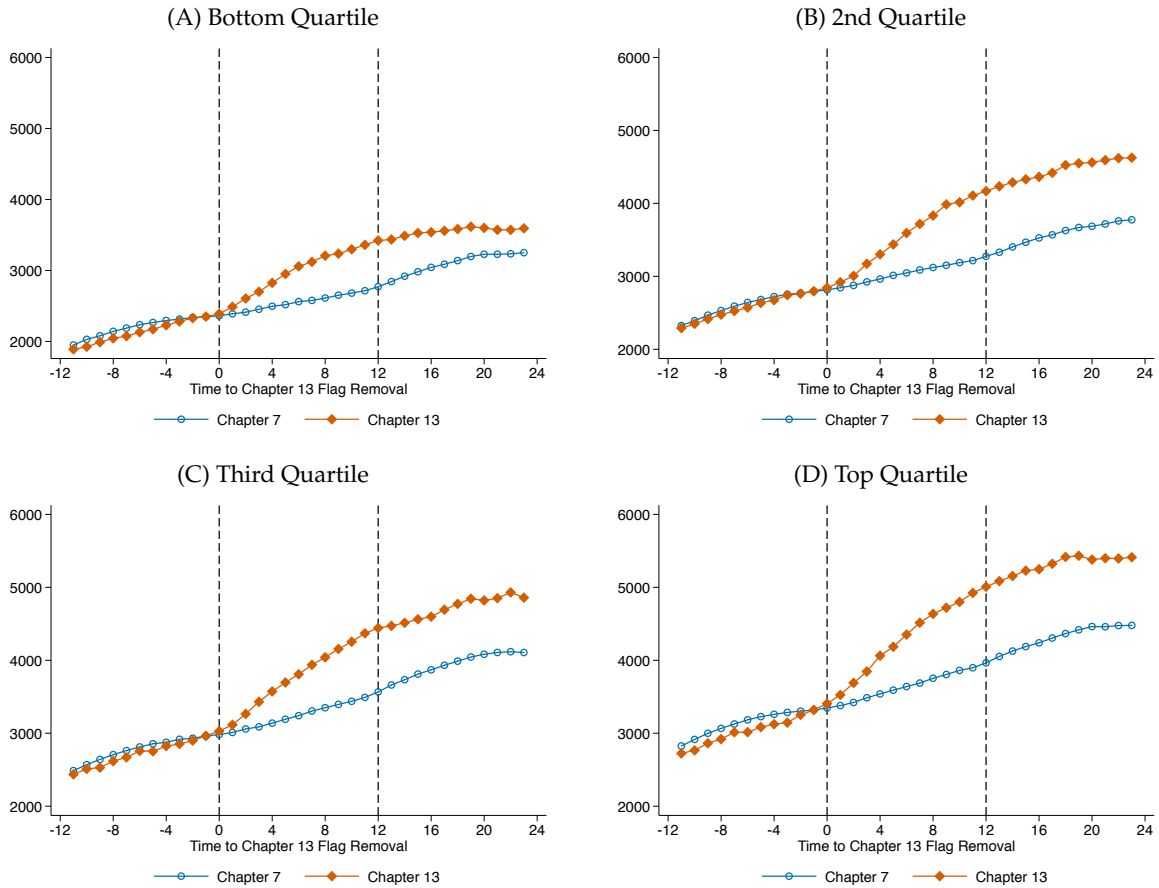 (A) Bottom Quartile
6000
5000
4000
3000
2000
-12 -8 -4 0 4 8 12 16 20 24
Time to Chapter 13 Flag Removal
Chapter 7 Chapter 13
(B) 2nd Quartile
6000
5000
4000
3000
2000
-12 -8 -4 0 4 8 12 16 20 24
Time to Chapter 13 Flag Removal
Chapter 7 Chapter 13
(C) Third Quartile
6000
5000
4000
3000
2000
-12 -8 -4 0 4 8 12 16 20 24
Time to Chapter 13 Flag Removal
Chapter 7 Chapter 13
(D) Top Quartile
6000
5000
4000
3000
2000
-12 -8 -4 0 4 8 12 16 20 24
Time to Chapter 13 Flag Removal
Chapter 7 Chapter 13